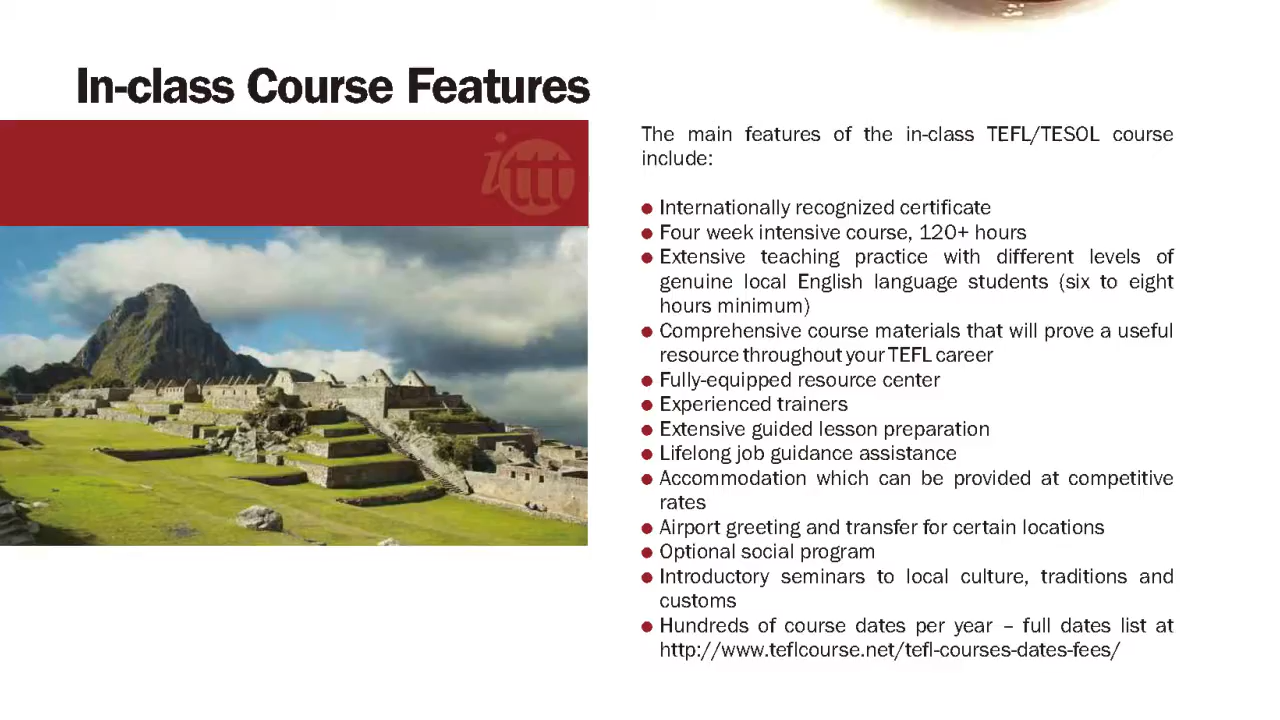 In-class Course Features
ittt
The main features of the in-class TEFL/TESOL course
include:
● Internationally recognized certificate
● Four week intensive course, 120+ hours
● Extensive teaching practice with different levels of
genuine local English language students (six to eight
hours minimum)
● Comprehensive course materials that will prove a useful
resource throughout your TEFL career
● Fully-equipped resource center
● Experienced trainers
● Extensive guided lesson preparation
● Lifelong job guidance assistance
● Accommodation which can be provided at competitive
rates
● Airport greeting and transfer for certain locations
● Optional social program
● Introductory seminars to local culture, traditions and
customs
● Hundreds of course dates per year – full dates list at
http://www.teflcourse.net/tefl-courses-dates-fees/